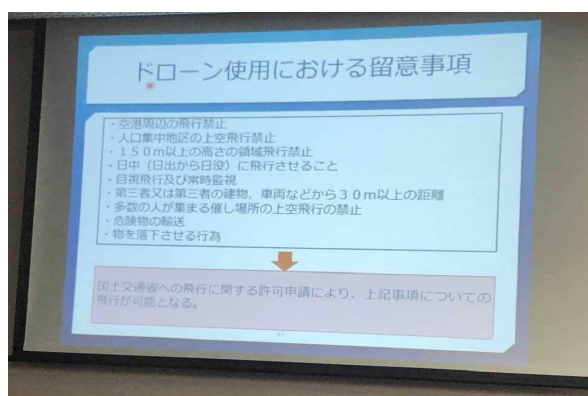 ドローン使用における留意事項
・空港周辺の飛行禁止
・人口集中地区の上空飛行禁止
・１５０ｍ以上の高さの領域飛行禁止
・日中（日出から日没）に飛行させること
・目視飛行及び常時監視
・第三者又は第三者の建物、車両などから３０ｍ以上の距離
・多数の人が集まる催し場所の上空飛行の禁止
・危険物の輸送
・物を落下させる行為
国土交通省への飛行に関する許可申請により、上記事項についての
飛行が可能となる。